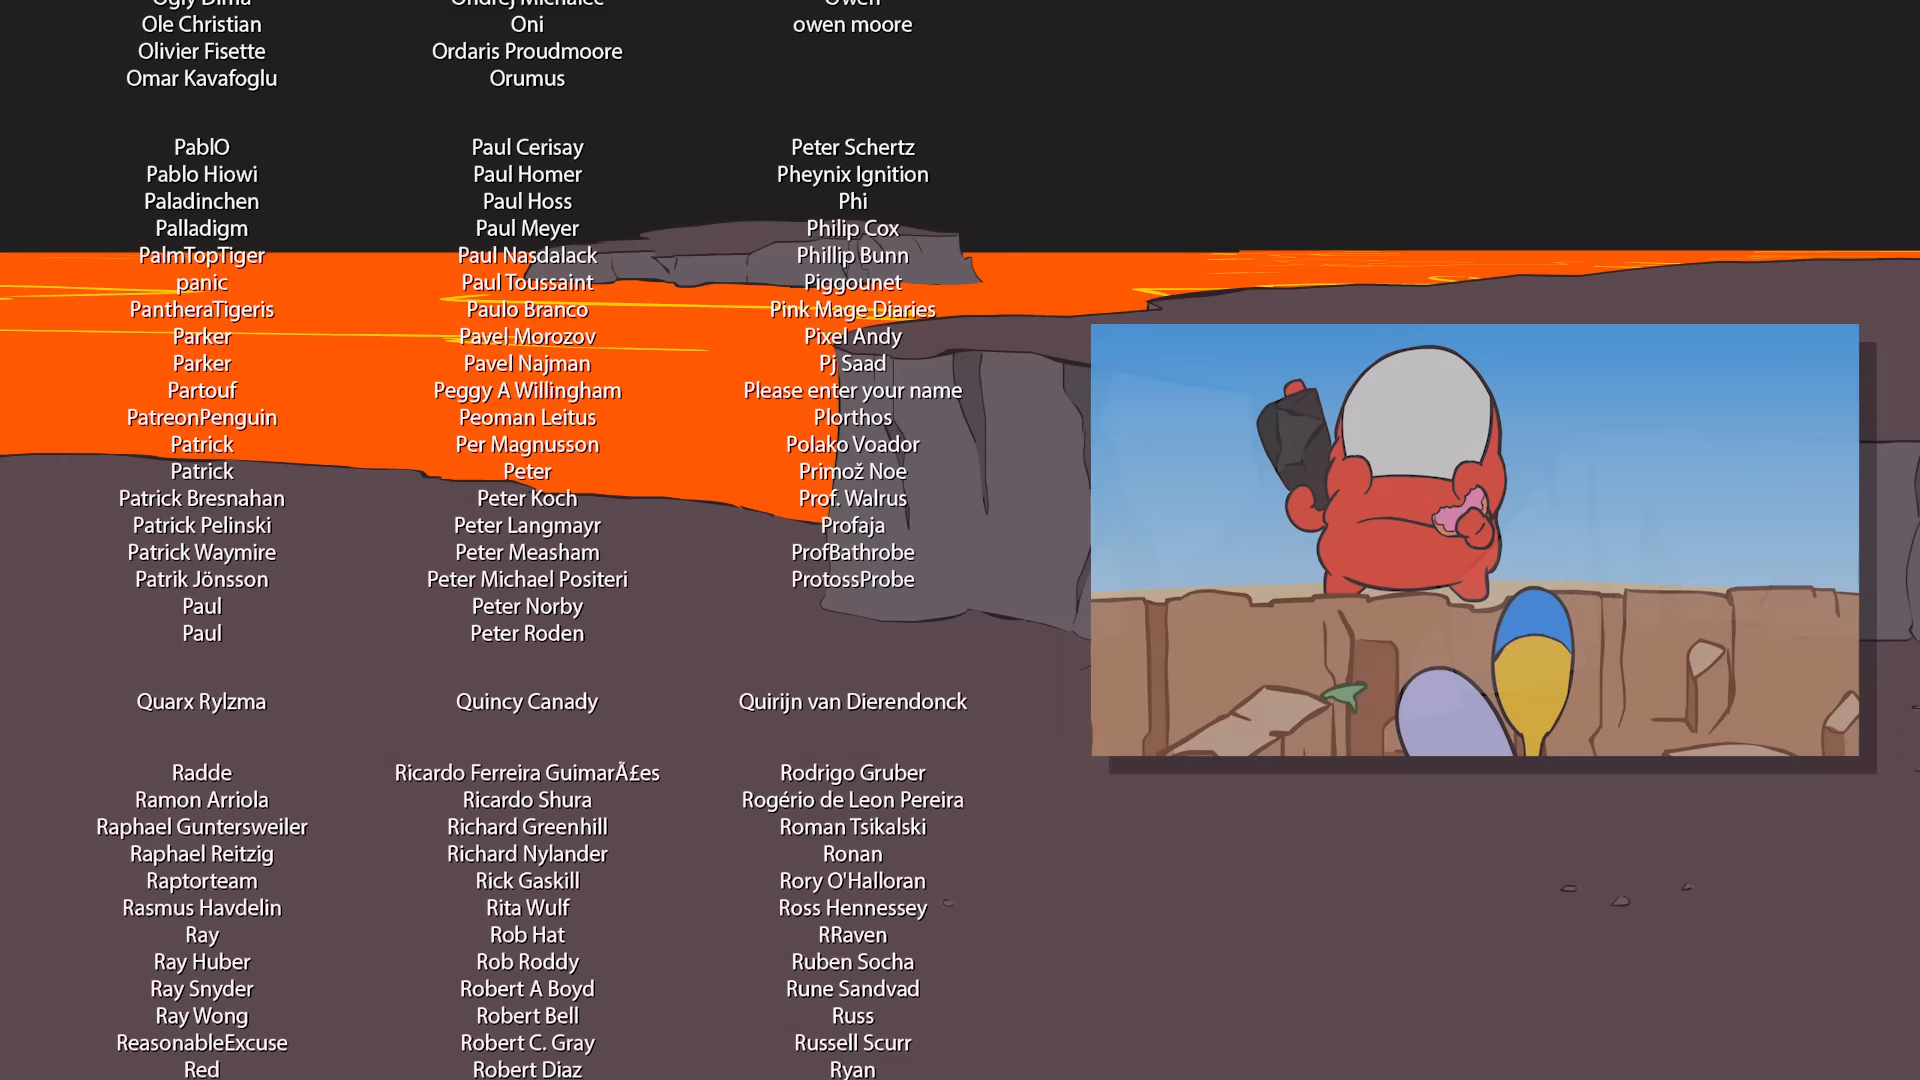 Ogly Dima
Ole Christian
Olivier Fisette
Omar Kavafoglu
Ondrej Michalec
Oni
Ordaris Proudmoore
Orumus
Owen
owen moore
PablO
Pablo Hiowi
Paladinchen
Palladigm
PalmTopTiger
panic
PantheraTigeris
Parker
Parker
Partouf
PatreonPenguin
Patrick
Patrick
Patrick Bresnahan
Patrick Pelinski
Patrick Waymire
Patrik Jönsson
Paul
Paul
Paul Cerisay
Paul Homer
Paul Hoss
Paul Meyer
Paul Nasdalack
Paul Toussaint
Paulo Branco
Pavel Morozov
Pavel Najman
Peggy A Willingham
Peoman Leitus
Per Magnusson
Peter
Peter Koch
Peter Langmayr
Peter Measham
Peter Michael Positeri
Peter Norby
Peter Roden
Peter Schertz
Pheynix Ignition
Phi
Philip Cox
Phillip Bunn
Piggounet
Pink Mage Diaries
Pixel Andy
Pj Saad
Please enter your name
Plorthos
Polako Voador
Primož Noe
Prof. Walrus
Profaja
ProfBathrobe
ProtossProbe
Quarx Rylzma
Quincy Canady
Quirijn van Dierendonck
Radde
Ramon Arriola
Raphael Guntersweiler
Raphael Reitzig
Raptorteam
Rasmus Havdelin
Ray
Ray Huber
Ray Snyder
Ray Wong
ReasonableExcuse
Red
Ricardo Ferreira GuimarÃ£es
Ricardo Shura
Richard Greenhill
Richard Nylander
Rick Gaskill
Rita Wulf
Rob Hat
Rob Roddy
Robert A Boyd
Robert Bell
Robert C. Gray
Robert Diaz
Rodrigo Gruber
Rogério de Leon Pereira
Roman Tsikalski
Ronan
Rory O'Halloran
Ross Hennessey
RRaven
Ruben Socha
Rune Sandvad
Russ
Russell Scurr
Ryan